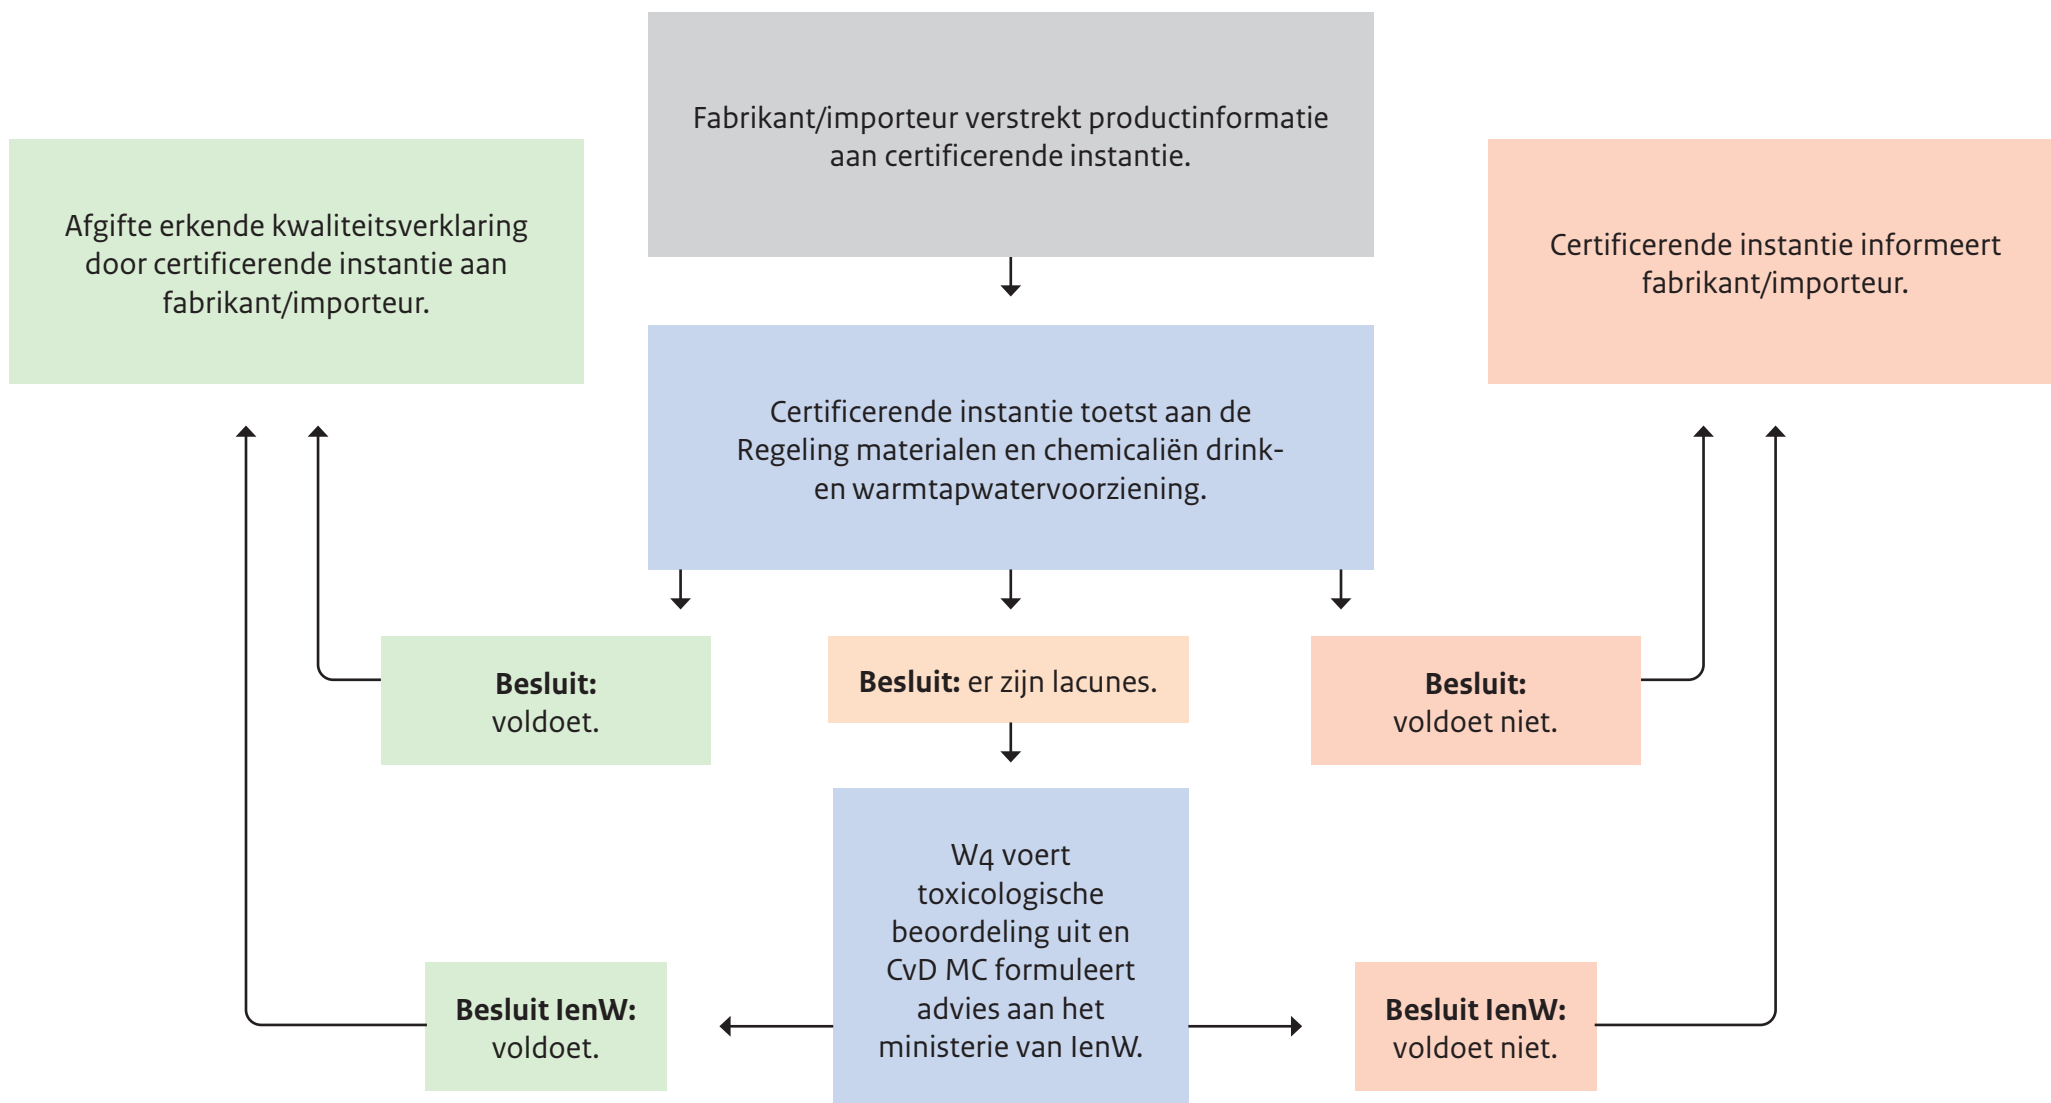 Fabrikant/importeur verstrekt productinformatie
aan certificerende instantie.
Afgifte erkende kwaliteitsverklaring
door certificerende instantie aan
fabrikant/importeur.
Certificerende instantie informeert
fabrikant/importeur.
Certificerende instantie toetst aan de
Regeling materialen en chemicaliën drink-
en warmtapwatervoorziening.
Besluit:
voldoet.
Besluit: er zijn lacunes.
Besluit:
voldoet niet.
W4 voert
toxicologische
beoordeling uit en
CvD MC formuleert
advies aan het
ministerie van IenW.
Besluit IenW:
voldoet.
Besluit IenW:
voldoet niet.